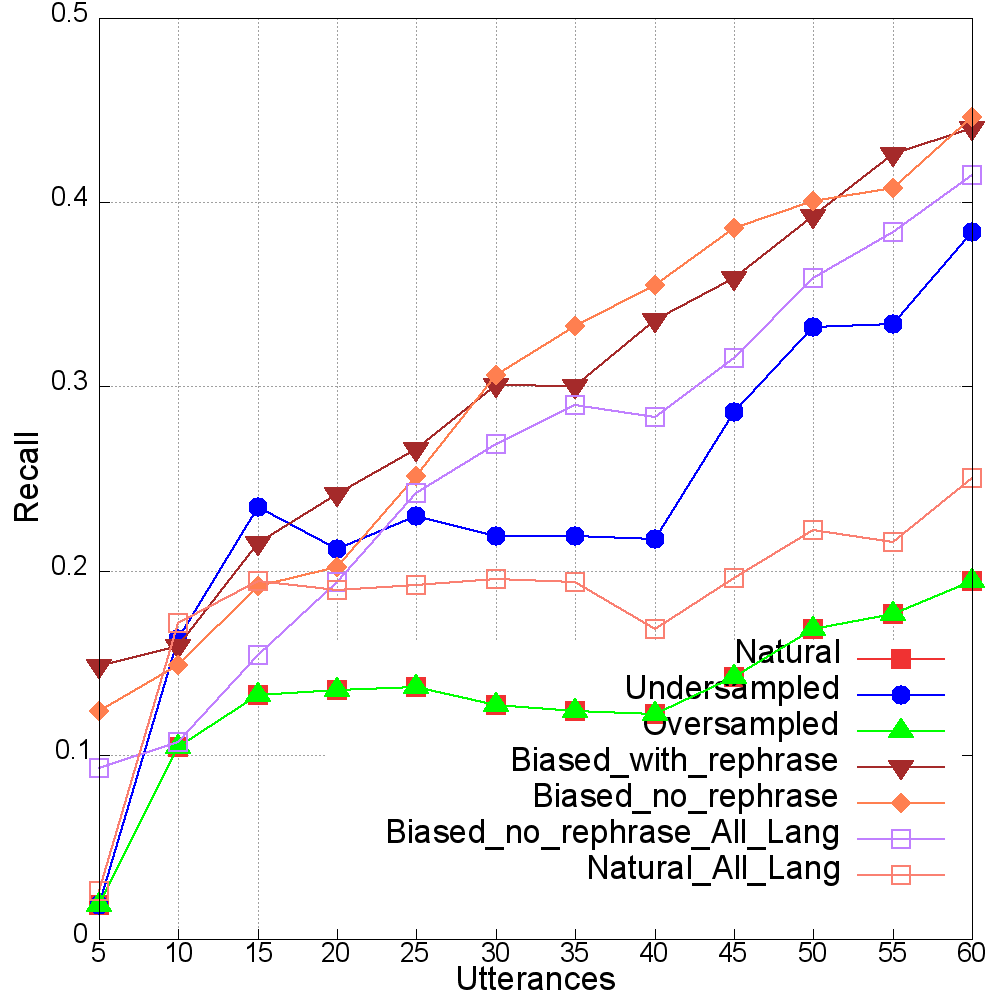 0.5
0.4
0.3
0.2
0.1
0
Recall
Natural
Undersampled
Oversampled
Biased_with_rephrase
Biased_no_rephrase
Biased_no_rephrase_All_Lang
Natural_All_Lang
5 10 15 20 25 30 35 40 45 50 55 60
Utterances